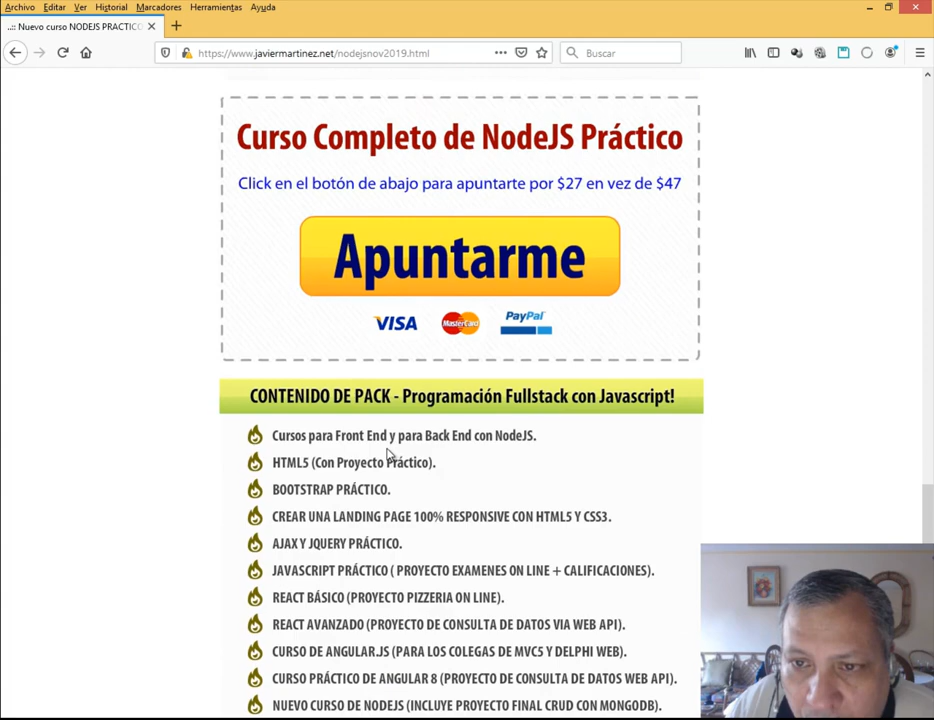 Archivo Editar Ver Historial Marcadores Herramientas Ayuda
..:: Nuevo curso NODEJS PRACTICO
https://www.javiermartinez.net/nodejsnov2019.html
Buscar
Curso Completo de NodeJS Práctico
Click en el botón de abajo para apuntarte por $27 en vez de $47
Apuntarme
VISA MasterCard PayPal
CONTENIDO DE PACK - Programación Fullstack con Javascript!
Cursos para Front End y para Back End con NodeJS.
HTML5 (Con Proyecto Práctico).
BOOTSTRAP PRÁCTICO.
CREAR UNA LANDING PAGE 100% RESPONSIVE CON HTML5 Y CSS3.
AJAX Y JQUERY PRÁCTICO.
JAVASCRIPT PRÁCTICO ( PROYECTO EXAMENES ON LINE + CALIFICACIONES).
REACT BÁSICO (PROYECTO PIZZERIA ON LINE).
REACT AVANZADO (PROYECTO DE CONSULTA DE DATOS VIA WEB API).
CURSO DE ANGULAR.JS (PARA LOS COLEGAS DE MVC5 Y DELPHI WEB).
CURSO PRÁCTICO DE ANGULAR 8 (PROYECTO DE CONSULTA DE DATOS WEB API).
NUEVO CURSO DE NODEJS (INCLUYE PROYECTO FINAL CRUD CON MONGODB).